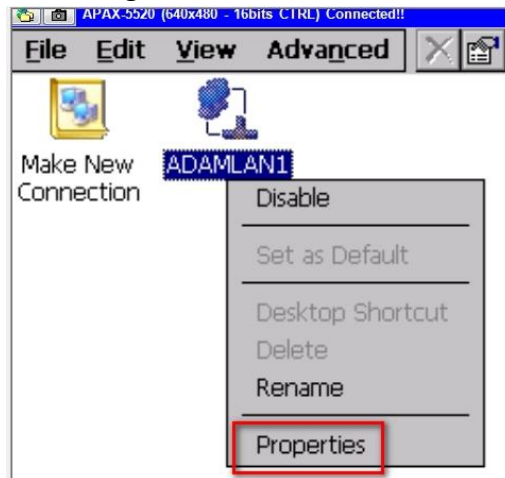 APAX-5520 (640x480 - 16bits CTRL) Connected!!
File Edit View Advanced
Make New
Connection
ADAMLAN1
Disable
Set as Default
Desktop Shortcut
Delete
Rename
Properties